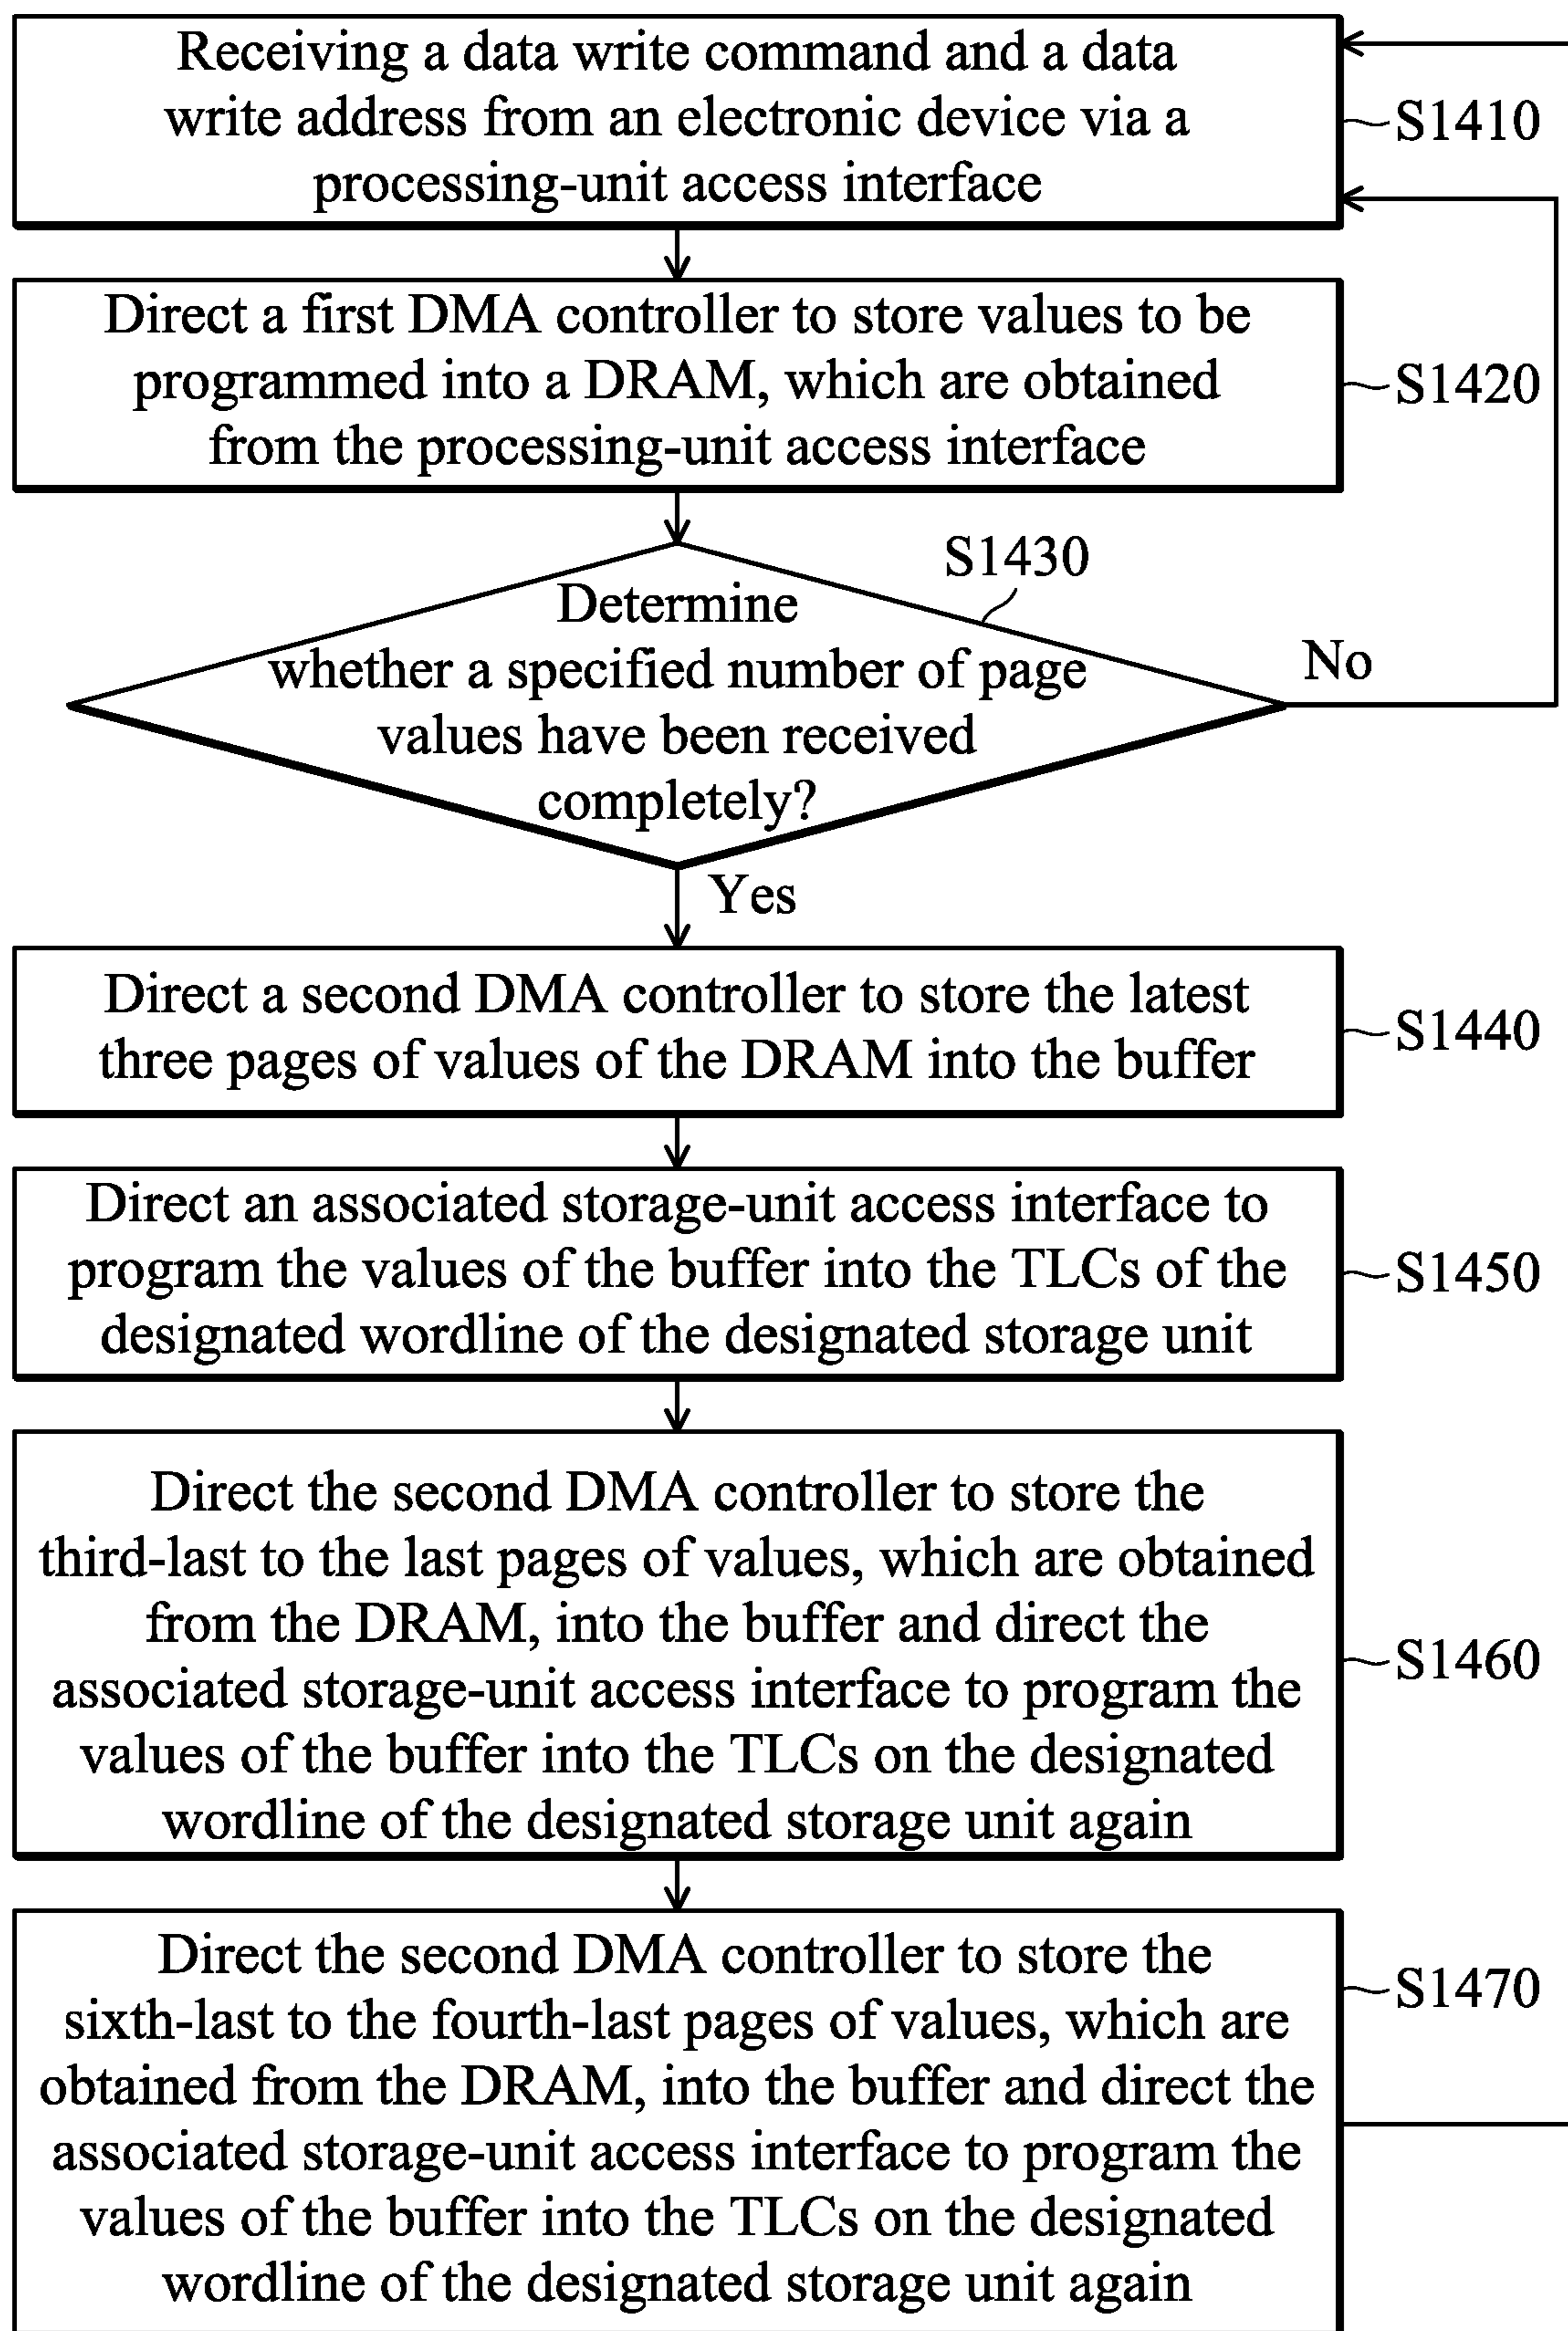 Receiving a data write command and a data
write address from an electronic device via a
processing-unit access interface
S1410
Direct a first DMA controller to store values to be
programmed into a DRAM, which are obtained
from the processing-unit access interface
S1420
S1430
Determine
whether a specified number of page
values have been received
completely?
No
Yes
Direct a second DMA controller to store the latest
three pages of values of the DRAM into the buffer
S1440
Direct an associated storage-unit access interface to
program the values of the buffer into the TLCs of the
designated wordline of the designated storage unit
S1450
Direct the second DMA controller to store the
third-last to the last pages of values, which are obtained
from the DRAM, into the buffer and direct the
associated storage-unit access interface to program the
values of the buffer into the TLCs on the designated
wordline of the designated storage unit again
S1460
Direct the second DMA controller to store the
sixth-last to the fourth-last pages of values, which are
obtained from the DRAM, into the buffer and direct the
associated storage-unit access interface to program the
values of the buffer into the TLCs on the designated
wordline of the designated storage unit again
S1470